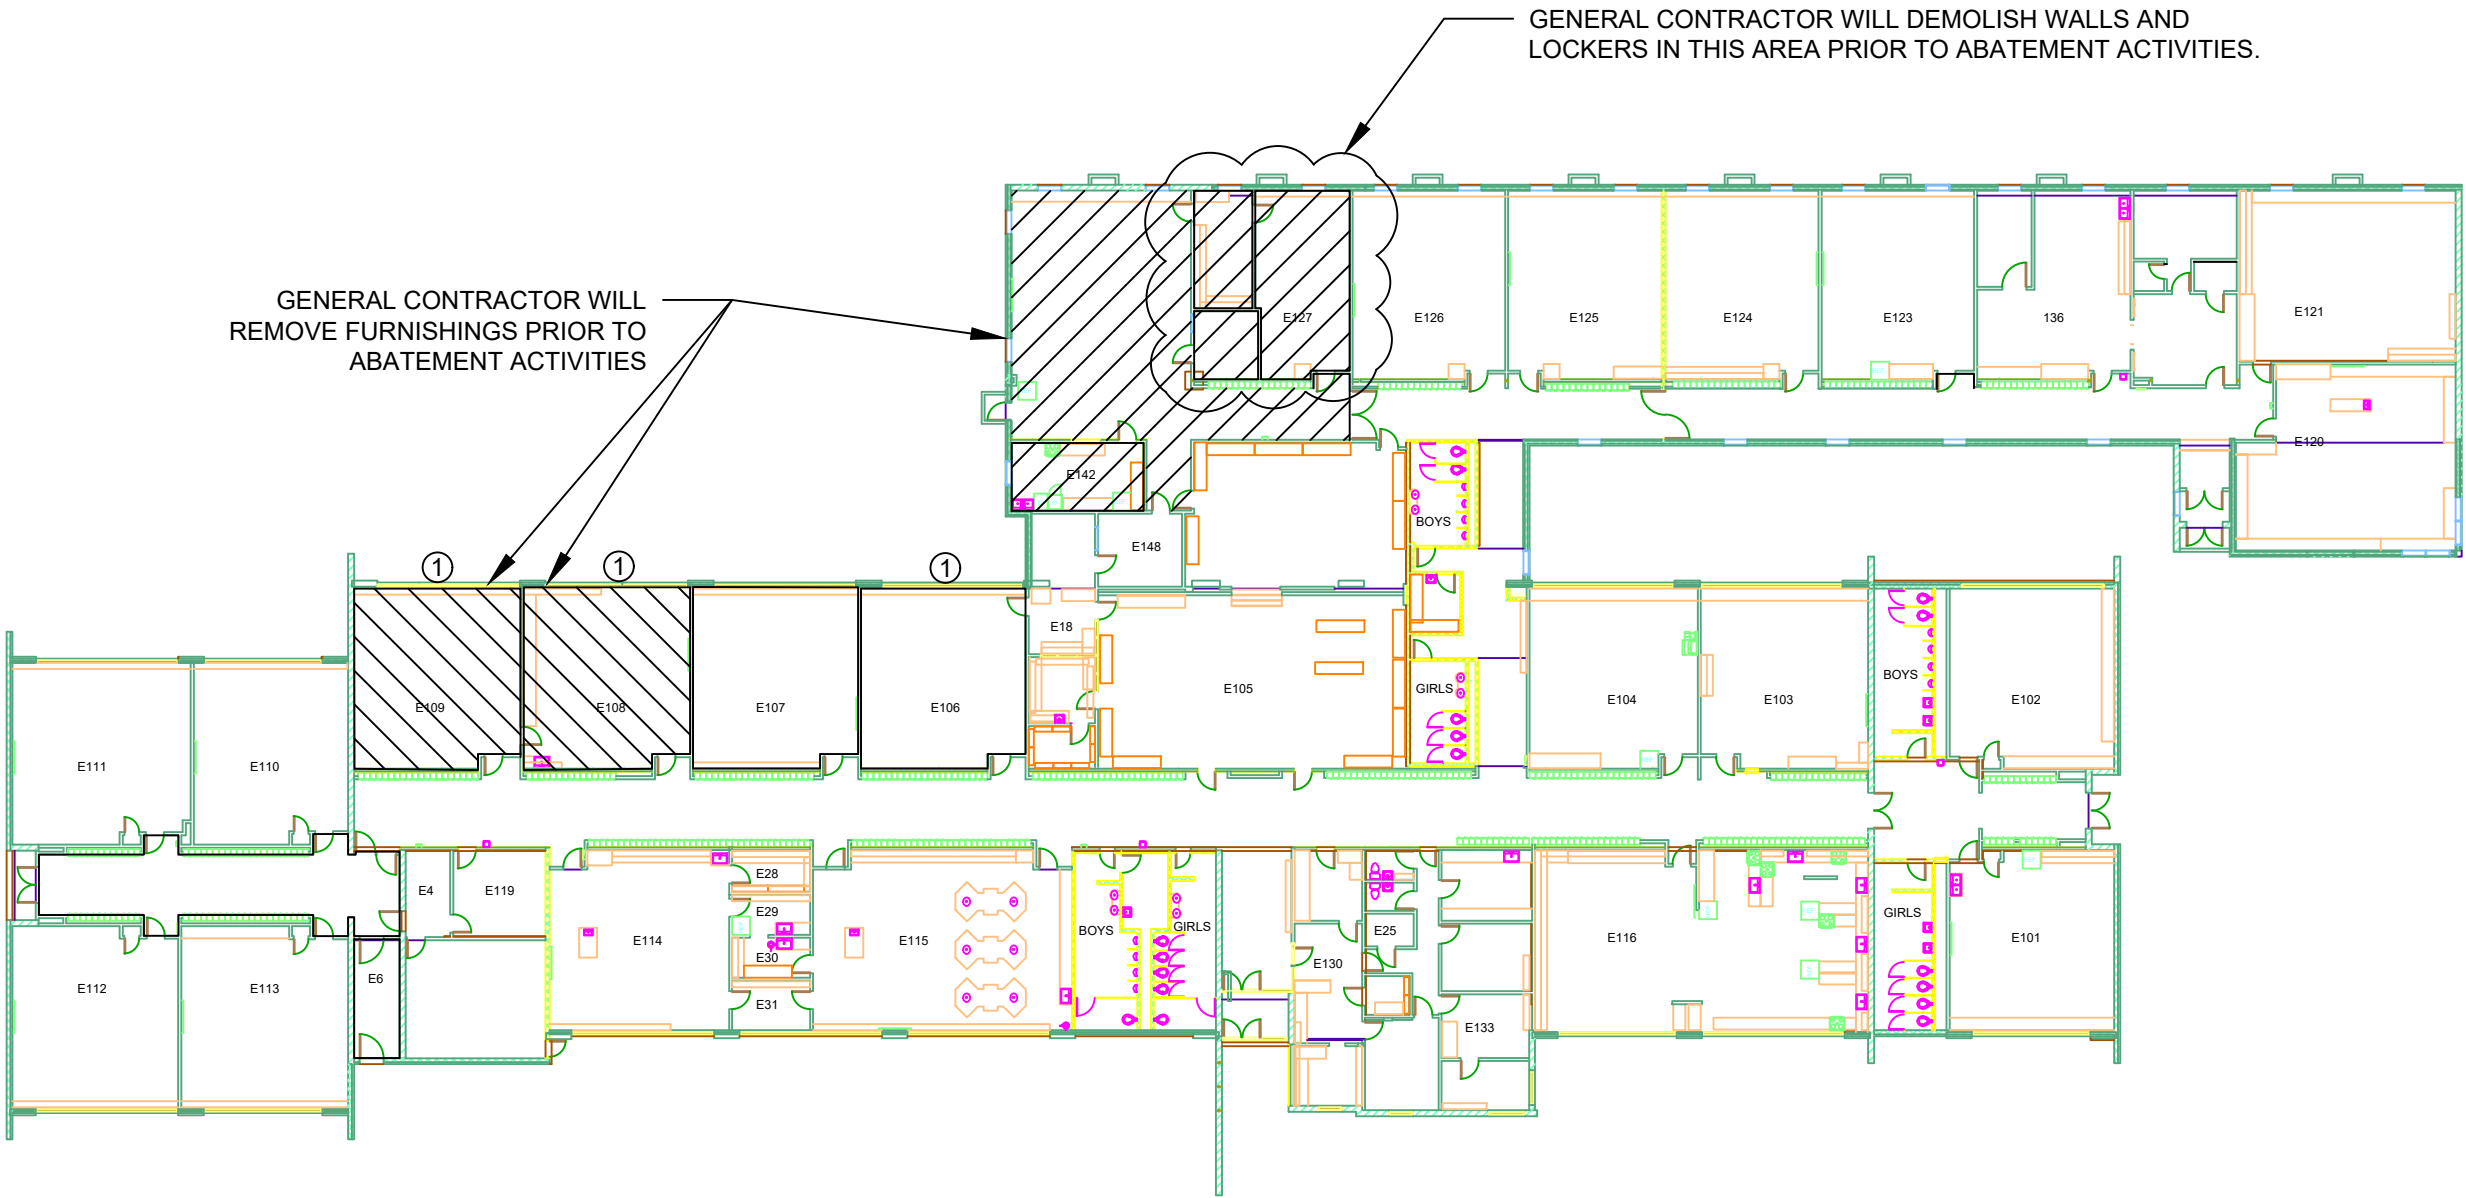 GENERAL CONTRACTOR WILL DEMOLISH WALLS AND
LOCKERS IN THIS AREA PRIOR TO ABATEMENT ACTIVITIES.
GENERAL CONTRACTOR WILL
REMOVE FURNISHINGS PRIOR TO
ABATEMENT ACTIVITIES
E127
E126
E125
E124
E123
136
E121
E120
E142
BOYS
E148
1
1
1
E18
E109
E108
E107
E106
E105
GIRLS
E104
E103
BOYS
E102
E111
E110
E4
E119
E28
E29
E30
E31
E114
E115
BOYS
GIRLS
E25
E130
E133
E116
GIRLS
E101
E6
E112
E113